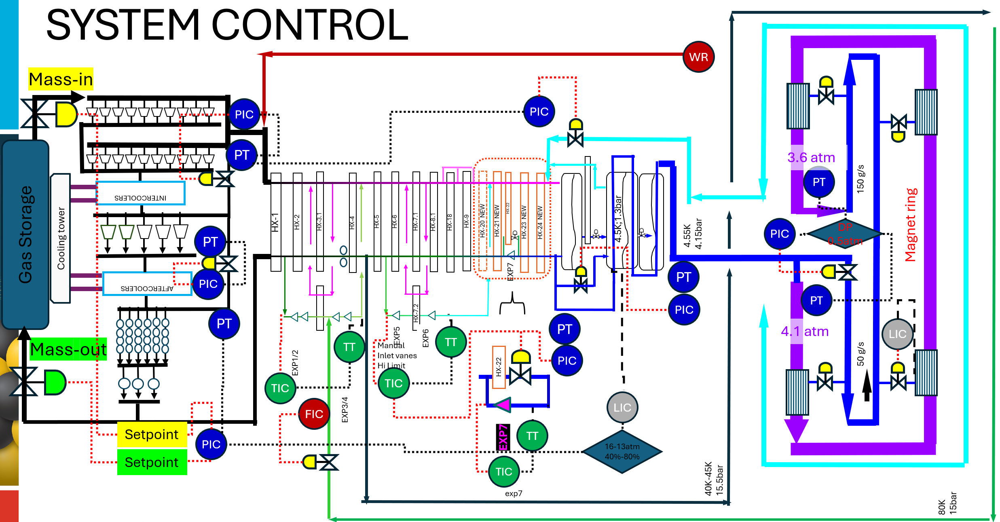 SYSTEM CONTROL
WR
Mass-in
PIC
PT
PIC
Gas Storage
Cooling tower
INTERCOOLERS
AFTERCOOLERS
PT
PIC
PT
Mass-out
Setpoint
Setpoint
PIC
HX-1
HX-2
HX-3.1
HX-4
HX-5
HX-6
HX-7.1
HX-8.1
HX-18
HX-9
HX-20 NEW
HX-21 NEW
HX-22
HX-23 NEW
HX-24 NEW
EXP7
HX-7.2
EXP1/2
EXP3/4
EXP5
EXP6
TT
TIC
FIC
Manual
Inlet vanes
Hi Limit
TIC
TT
HX-22
PT
PIC
EXP7
TT
TIC
exp7
4.5K;1.3bar
4.55K
4.15bar
PT
PIC
LIC
16-13atm
40%-80%
40K-45K
15.5bar
3.6 atm
PT
150 g/s
Magnet ring
PIC
DP
0.5atm
PT
4.1 atm
50 g/s
LIC
80K
15bar